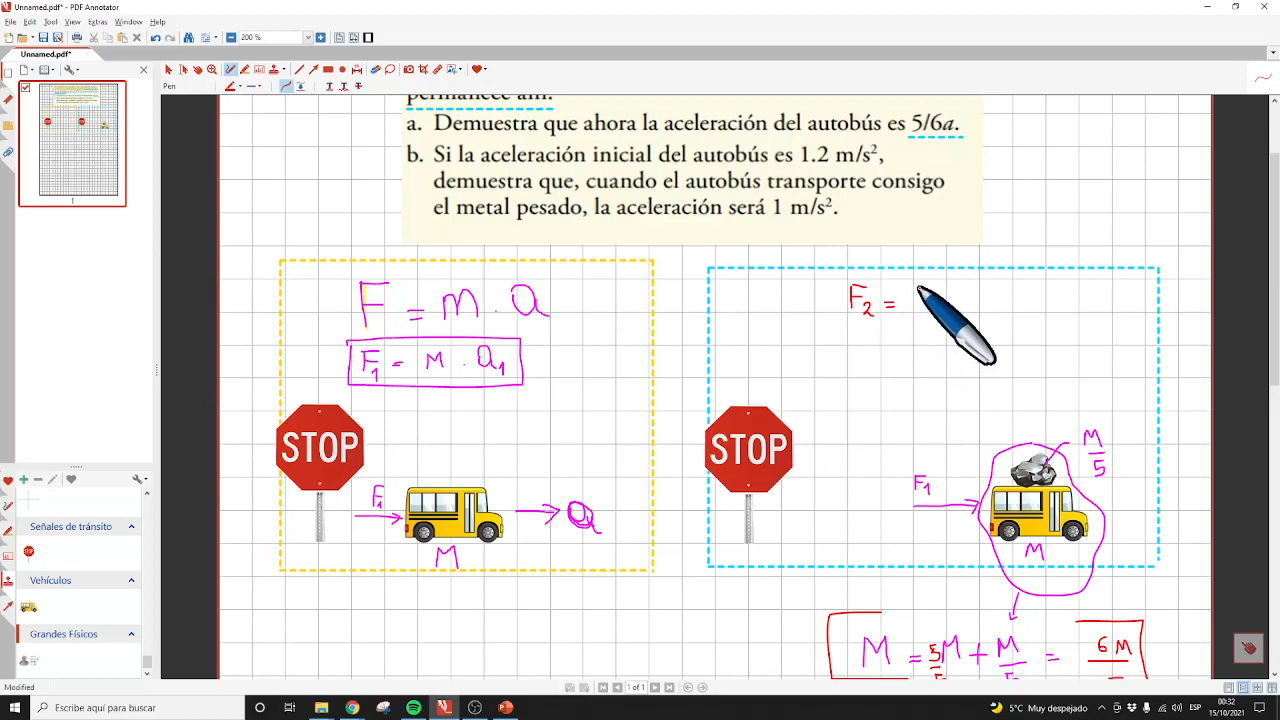 Unnamed.pdf* - PDF Annotator
File Edit Tool View Extras Window Help
200 %
Unnamed.pdf*
Pen
permanece ahí.
a. Demuestra que ahora la aceleración del autobús es 5/6a.
b. Si la aceleración inicial del autobús es 1.2 m/s²,
demuestra que, cuando el autobús transporte consigo
el metal pesado, la aceleración será 1 m/s².
1
F = m . a
F₁ = M . a₁
F₂ =
STOP
F₁
a
M
STOP
F₁
M/5
M
M = 5M + M = 6M
Señales de tránsito
Vehículos
Grandes Físicos
Modified
1 of 1
Escribe aquí para buscar
5°C Muy despejado
ESP
00:32
15/10/2021